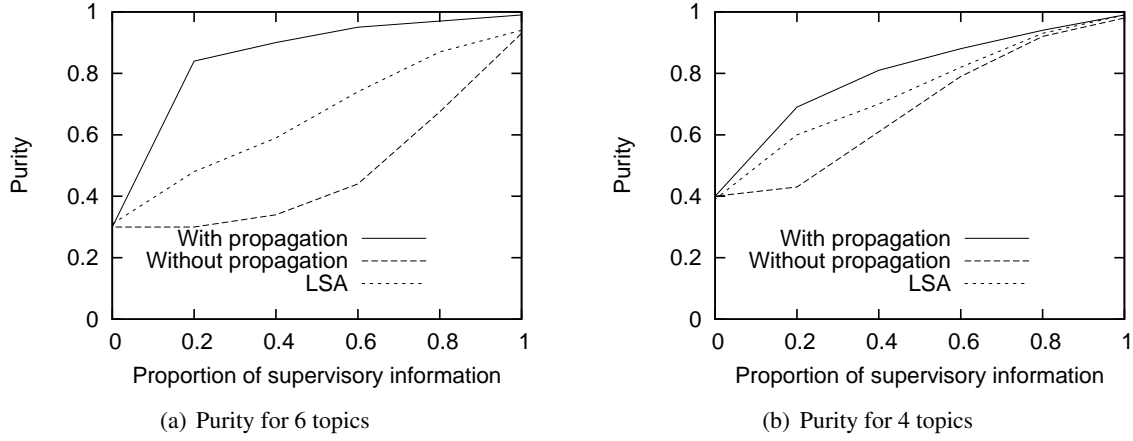 1
0.8
0.6
0.4
0.2
0
Purity
With propagation
Without propagation
LSA
0 0.2 0.4 0.6 0.8 1
Proportion of supervisory information
(a) Purity for 6 topics
1
0.8
0.6
0.4
0.2
0
Purity
With propagation
Without propagation
LSA
0 0.2 0.4 0.6 0.8 1
Proportion of supervisory information
(b) Purity for 4 topics